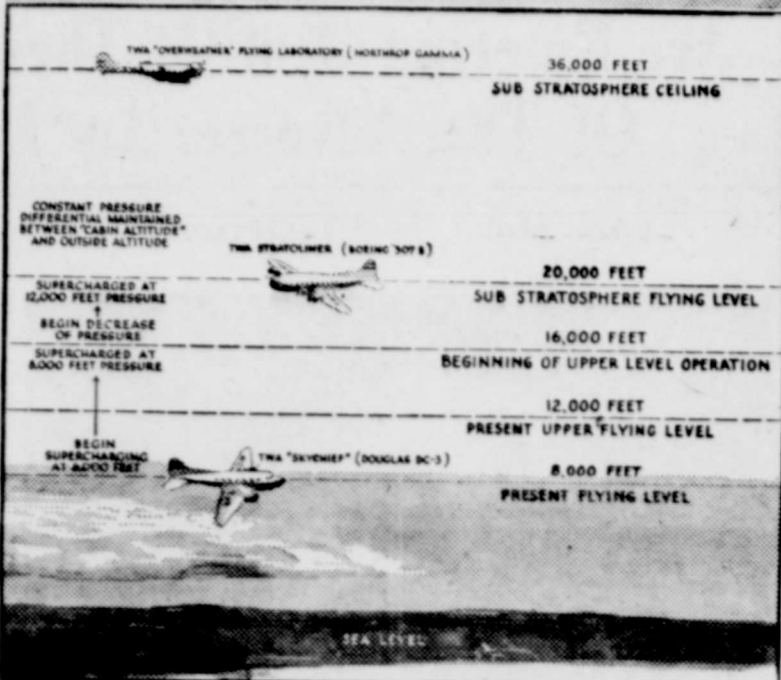 TWA "OVERWEATHER" FLYING LABORATORY (NORTHROP GAMMA)
36,000 FEET
SUB STRATOSPHERE CEILING
CONSTANT PRESSURE
DIFFERENTIAL MAINTAINED
BETWEEN "CABIN ALTITUDE"
AND OUTSIDE ALTITUDE
TWA STRATOLINER (BOEING 307 B)
20,000 FEET
SUB STRATOSPHERE FLYING LEVEL
SUPERCHARGED AT
12,000 FEET PRESSURE
BEGIN DECREASE
OF PRESSURE
16,000 FEET
BEGINNING OF UPPER LEVEL OPERATION
SUPERCHARGED AT
8,000 FEET PRESSURE
12,000 FEET
PRESENT UPPER FLYING LEVEL
BEGIN
SUPERCHARGING
AT 8,000 FEET
TWA "SKYCHIEF" (DOUGLAS DC-3)
8,000 FEET
PRESENT FLYING LEVEL
SEA LEVEL